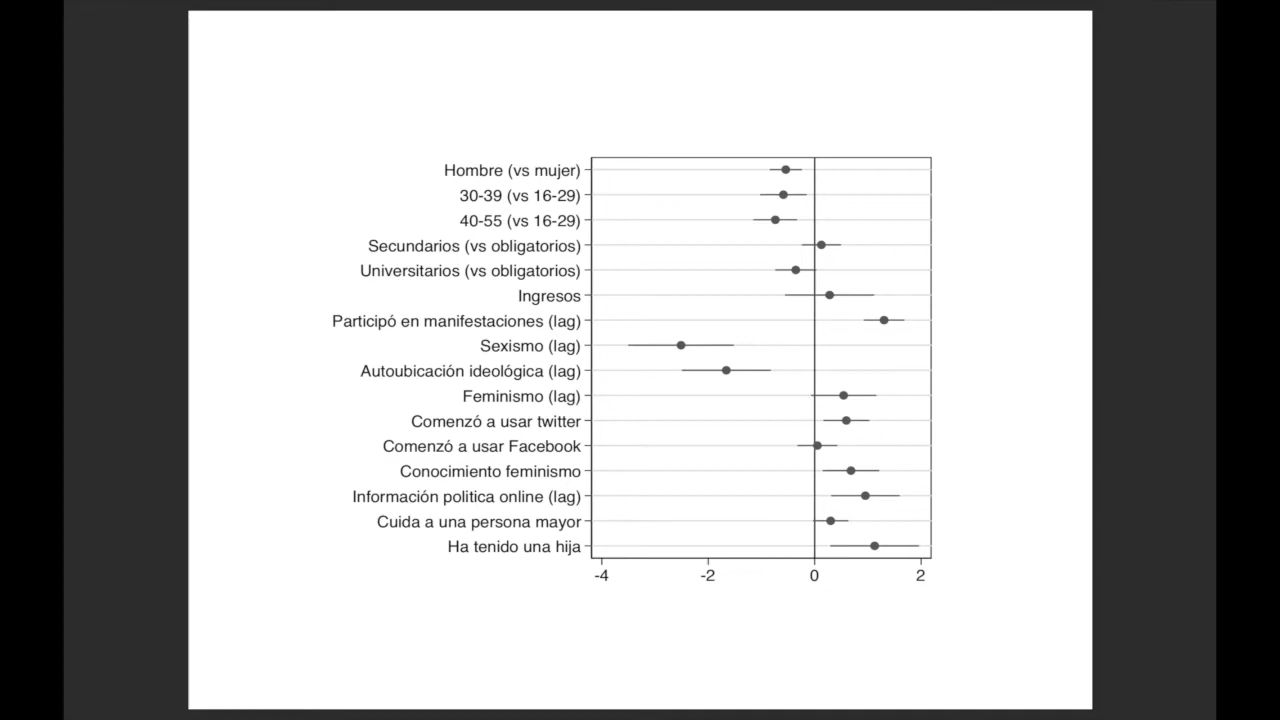 Hombre (vs mujer)
30-39 (vs 16-29)
40-55 (vs 16-29)
Secundarios (vs obligatorios)
Universitarios (vs obligatorios)
Ingresos
Participó en manifestaciones (lag)
Sexismo (lag)
Autoubicación ideológica (lag)
Feminismo (lag)
Comenzó a usar twitter
Comenzó a usar Facebook
Conocimiento feminismo
Información politica online (lag)
Cuida a una persona mayor
Ha tenido una hija
-4 -2 0 2